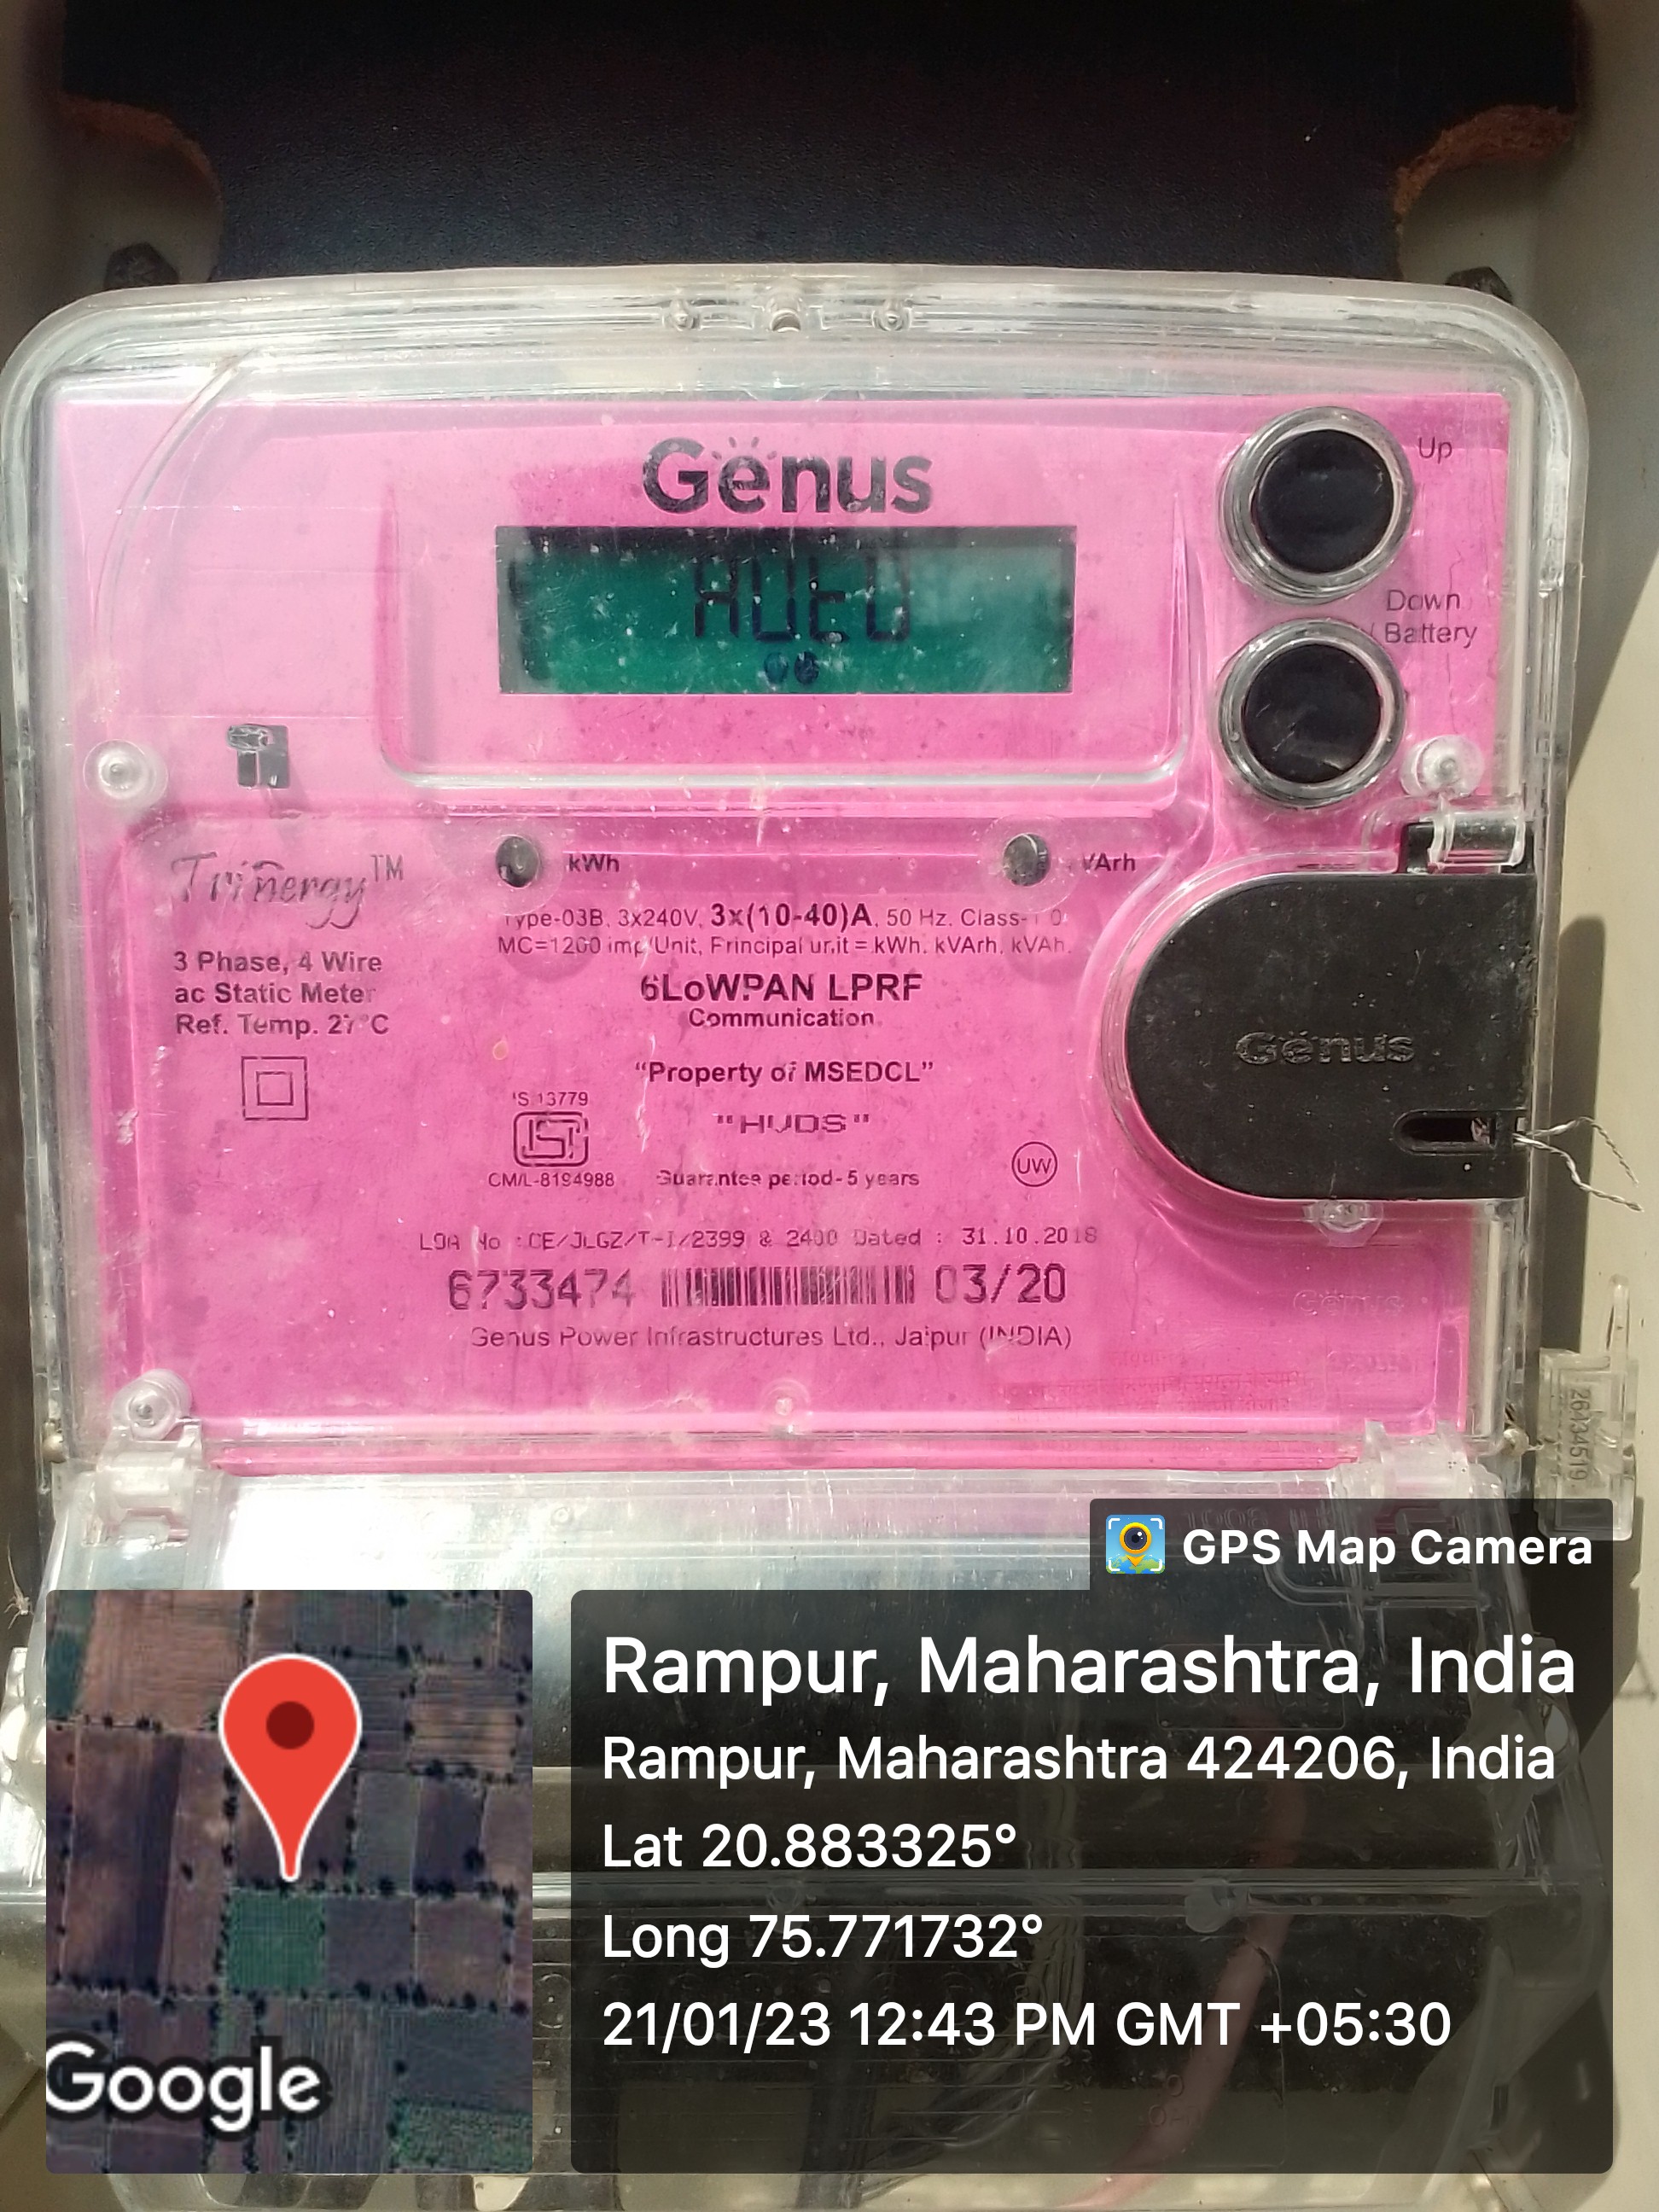 Genus
Up
Down
/ Battery
Trinergy™
kWh
VArh
Type-03B, 3x240V, 3x(10-40)A, 50 Hz, Class-1.0
MC=1200 imp/Unit, Principal unit = kWh, kVArh, kVAh.
3 Phase, 4 Wire
ac Static Meter
Ref. Temp. 27°C
6LoWPAN LPRF
Communication
Genus
"Property of MSEDCL"
IS 13779
"HVDS"
UW
CM/L-8194988
Guarantee period- 5 years
LOA No : CE/JLGZ/T-I/2399 & 2400 Dated : 31.10.2018
6733474 03/20
Genus
Genus Power Infrastructures Ltd., Jaipur (INDIA)
26434519
GPS Map Camera
Rampur, Maharashtra, India
Rampur, Maharashtra 424206, India
Lat 20.883325°
Long 75.771732°
21/01/23 12:43 PM GMT +05:30
Google